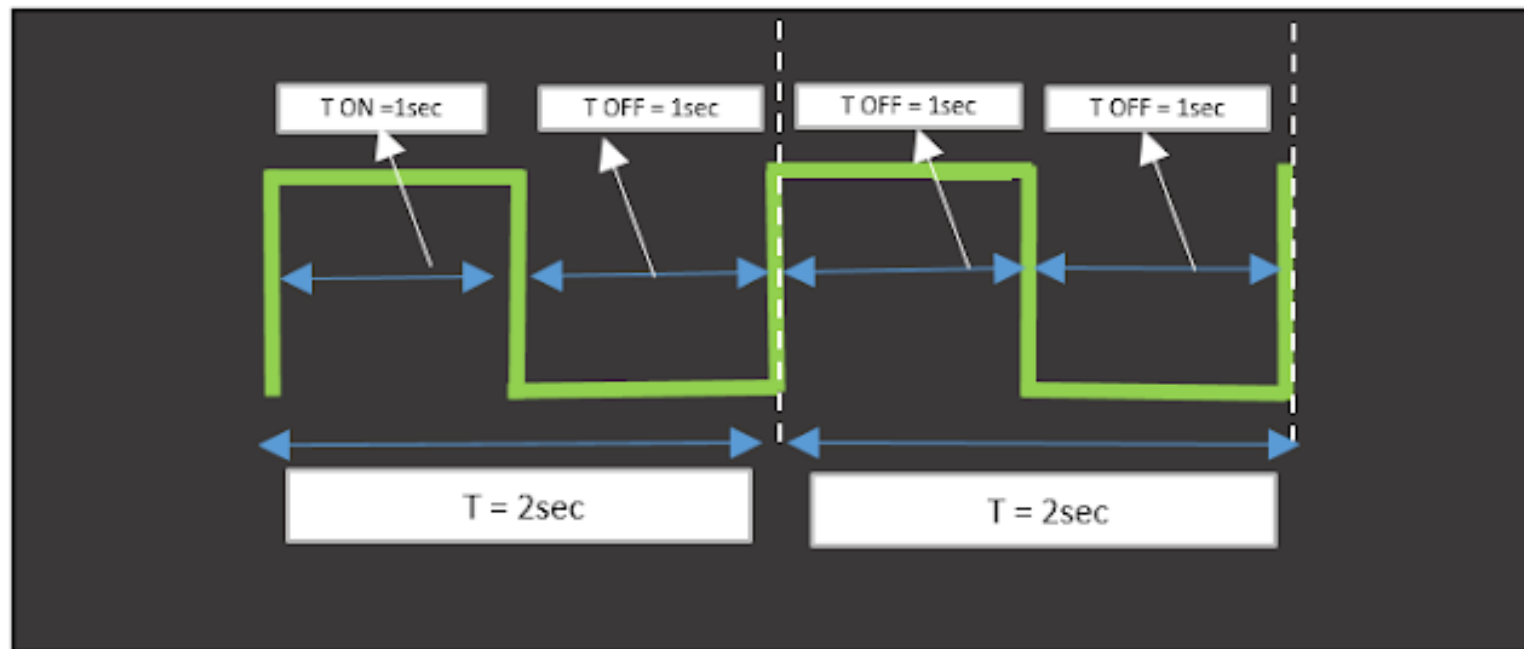 T ON =1sec
T OFF = 1sec
T OFF = 1sec
T OFF = 1sec
T = 2sec
T = 2sec